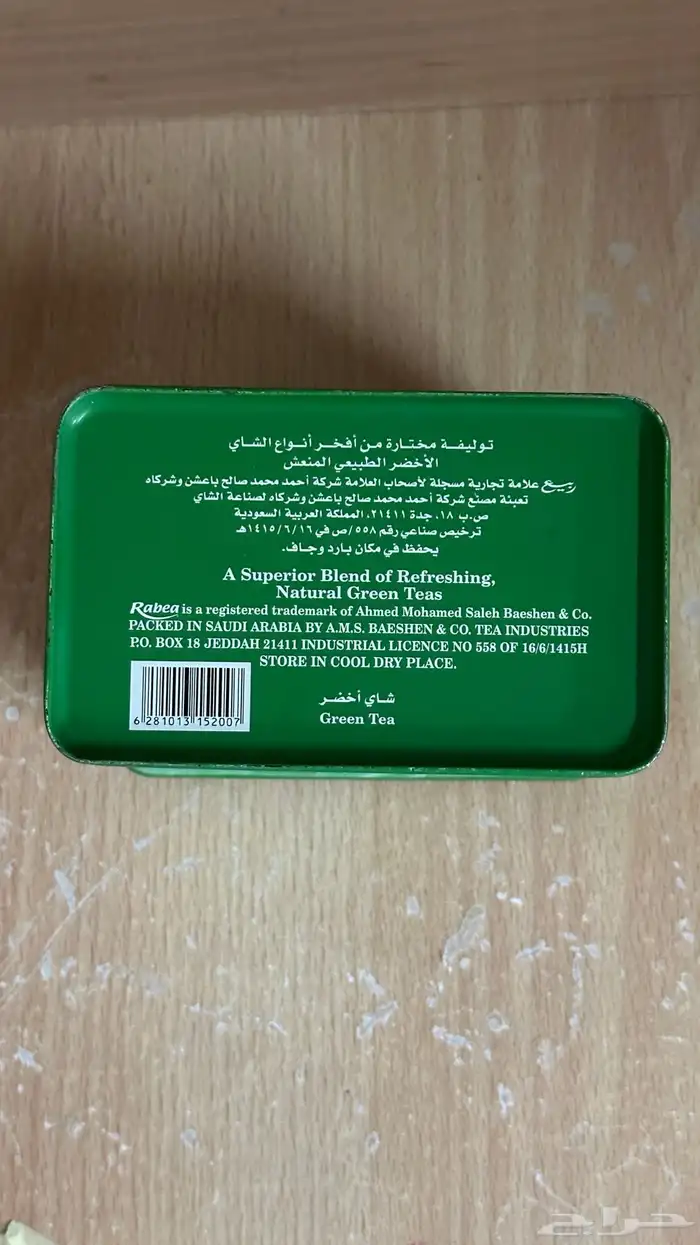 توليفة مختارة من أفخر أنواع الشاي
الأخضر الطبيعي المنعش
ربيع علامة تجارية مسجلة لأصحاب العلامة شركة أحمد محمد صالح باعشن وشركاه
تعبئة مصنع شركة أحمد محمد صالح باعشن وشركاه لصناعة الشاي
ص.ب ١٨، جدة ٢١٤١١، المملكة العربية السعودية
ترخيص صناعي رقم ٥٥٨/ص في ١٤١٥/٦/١٦هـ
يحفظ في مكان بارد وجاف.
A Superior Blend of Refreshing,
Natural Green Teas
Rabea is a registered trademark of Ahmed Mohamed Saleh Baeshen & Co.
PACKED IN SAUDI ARABIA BY A.M.S. BAESHEN & CO. TEA INDUSTRIES
P.O. BOX 18 JEDDAH 21411 INDUSTRIAL LICENCE NO 558 OF 16/6/1415H
STORE IN COOL DRY PLACE.
6 281013 152007
شاي أخضر
Green Tea
حراج